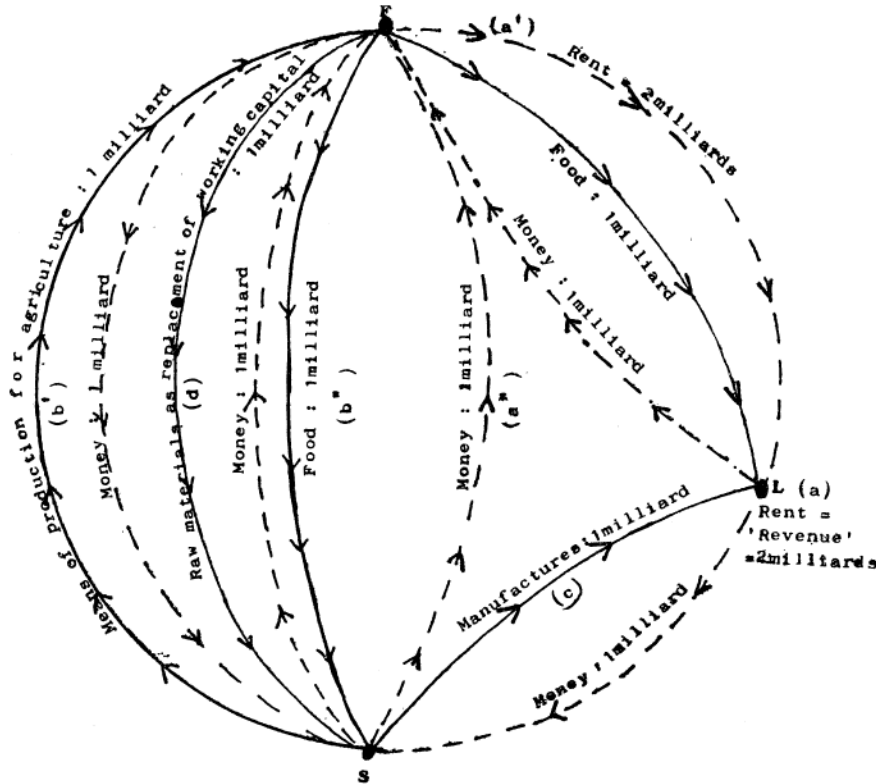 F
(a')
Rent = 2milliards
Means of production for agriculture : 1 milliard
(b')
Money : 1 milliard
Raw materials as replacement of working capital
: 1milliard
(d)
Money : 1milliard
Food : 1milliard
(b")
Money : 1milliard
(a")
Money : 1milliard
Food : 1milliard
L (a)
Rent =
'Revenue'
=2milliards
Manufactures:1milliard
(c)
Money : 1milliard
S